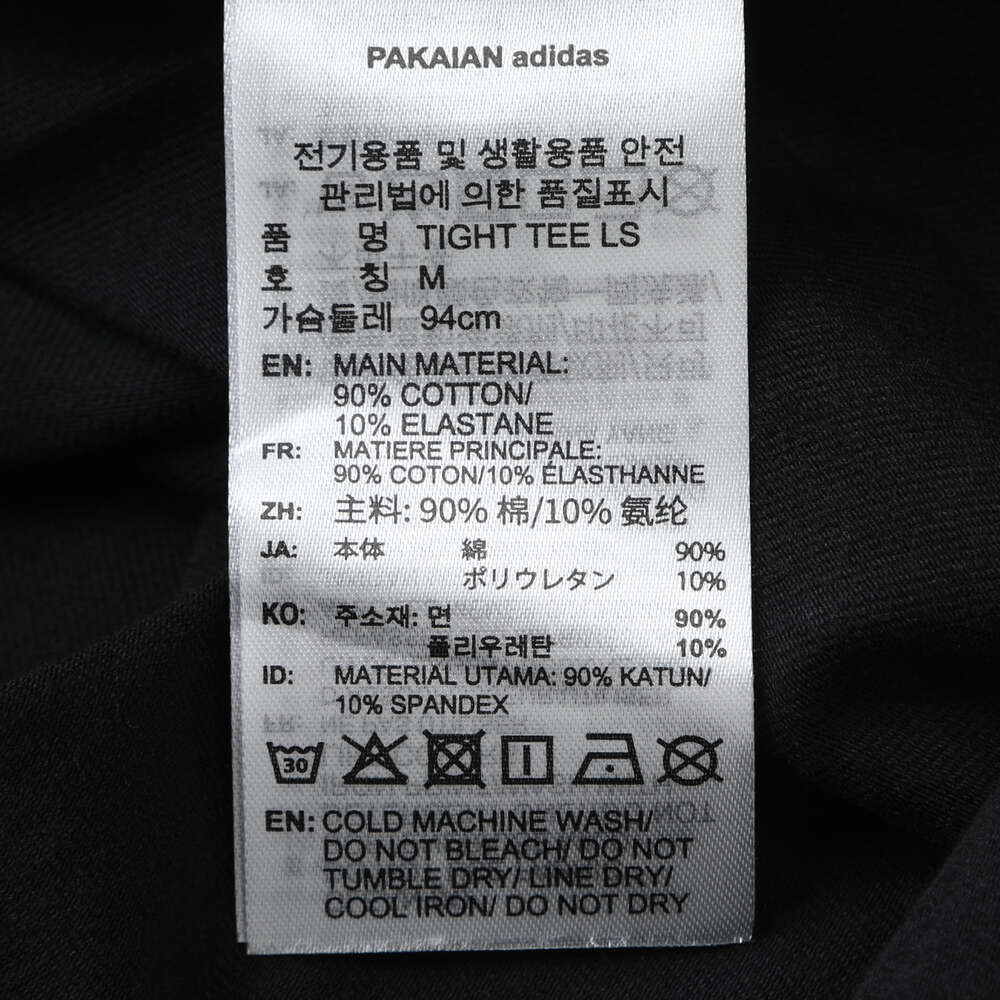 PAKAIAN adidas
전기용품 및 생활용품 안전
관리법에 의한 품질표시
품 명 TIGHT TEE LS
호 칭 M
가슴둘레 94cm
EN: MAIN MATERIAL:
90% COTTON/
10% ELASTANE
FR: MATIERE PRINCIPALE:
90% COTON/10% ÉLASTHANNE
ZH: 主料: 90% 棉/10% 氨纶
JA: 本体 綿 90%
ポリウレタン 10%
KO: 주소재: 면 90%
폴리우레탄 10%
ID: MATERIAL UTAMA: 90% KATUN/
10% SPANDEX
30
EN: COLD MACHINE WASH/
DO NOT BLEACH/ DO NOT
TUMBLE DRY/ LINE DRY/
COOL IRON/ DO NOT DRY